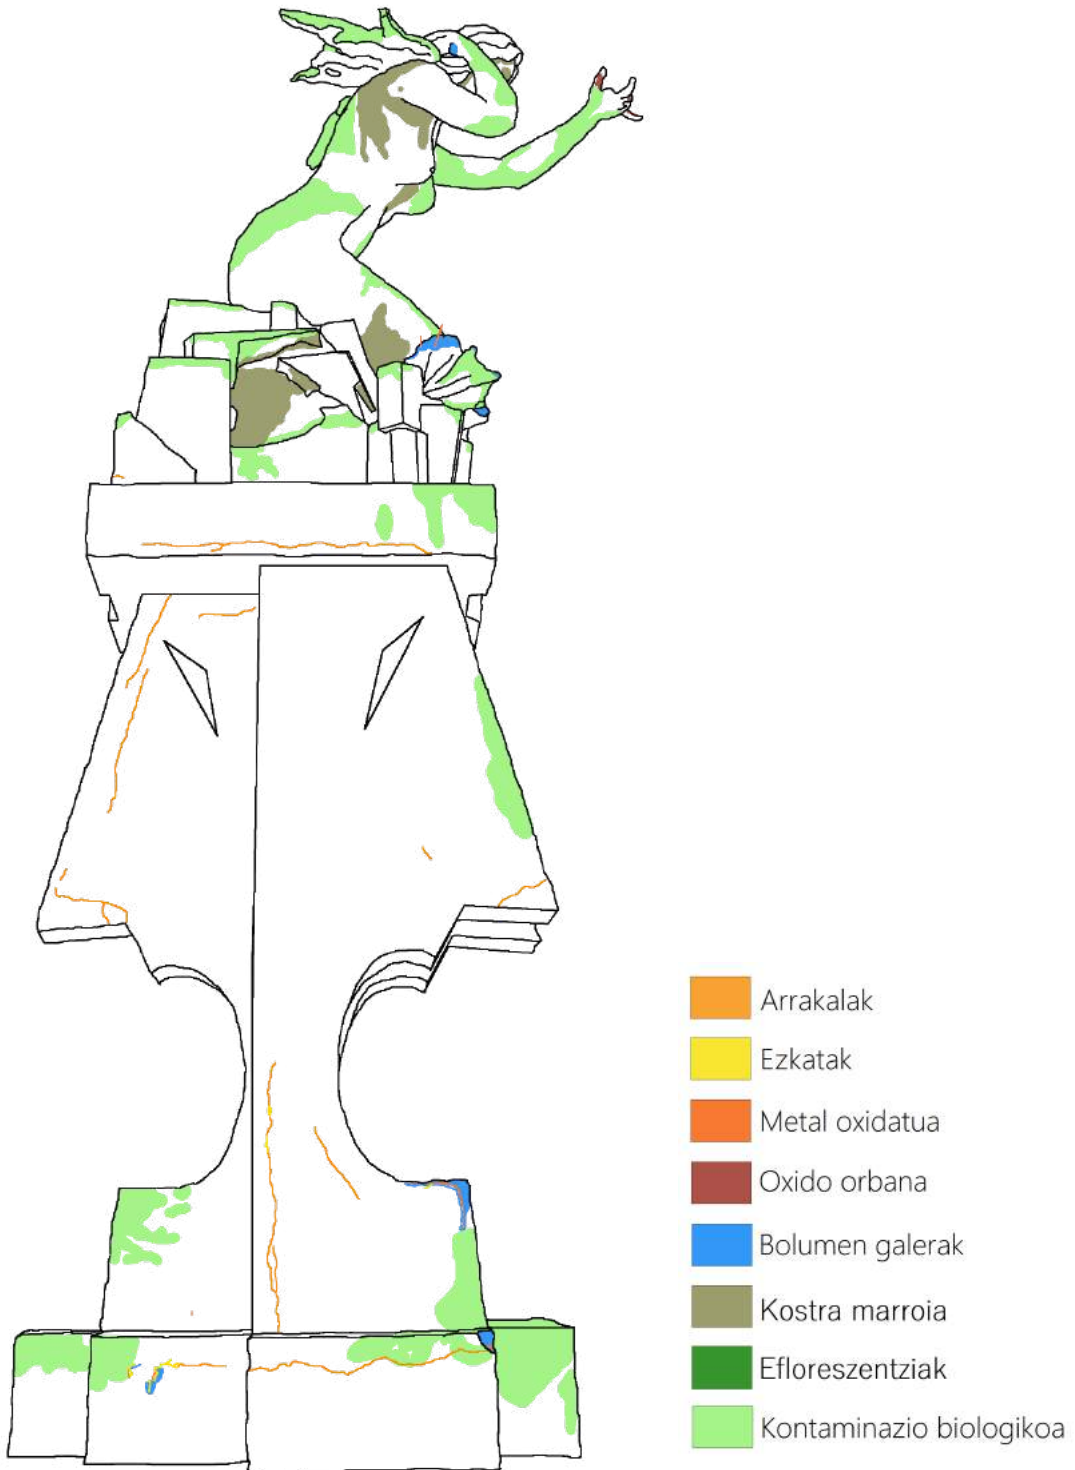 Arrakalak
Ezkatak
Metal oxidatua
Oxido orbana
Bolumen galerak
Kostra marroia
Efloreszentziak
Kontaminazio biologikoa